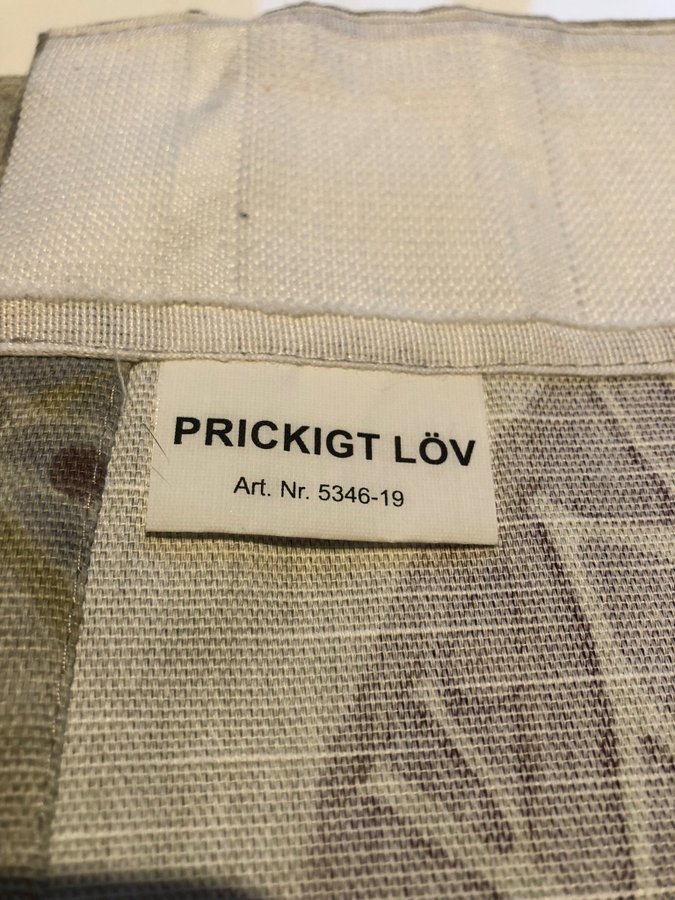 PRICKIGT LÖV
Art. Nr. 5346-19